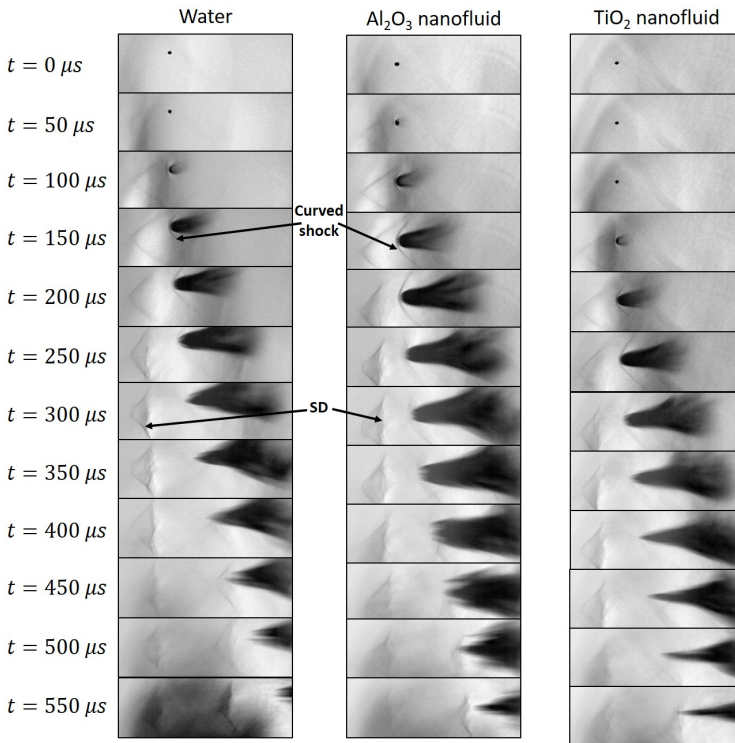 Water
Al₂O₃ nanofluid
TiO₂ nanofluid
t = 0 μs
t = 50 μs
t = 100 μs
Curved
shock
t = 150 μs
t = 200 μs
t = 250 μs
t = 300 μs
SD
t = 350 μs
t = 400 μs
t = 450 μs
t = 500 μs
t = 550 μs